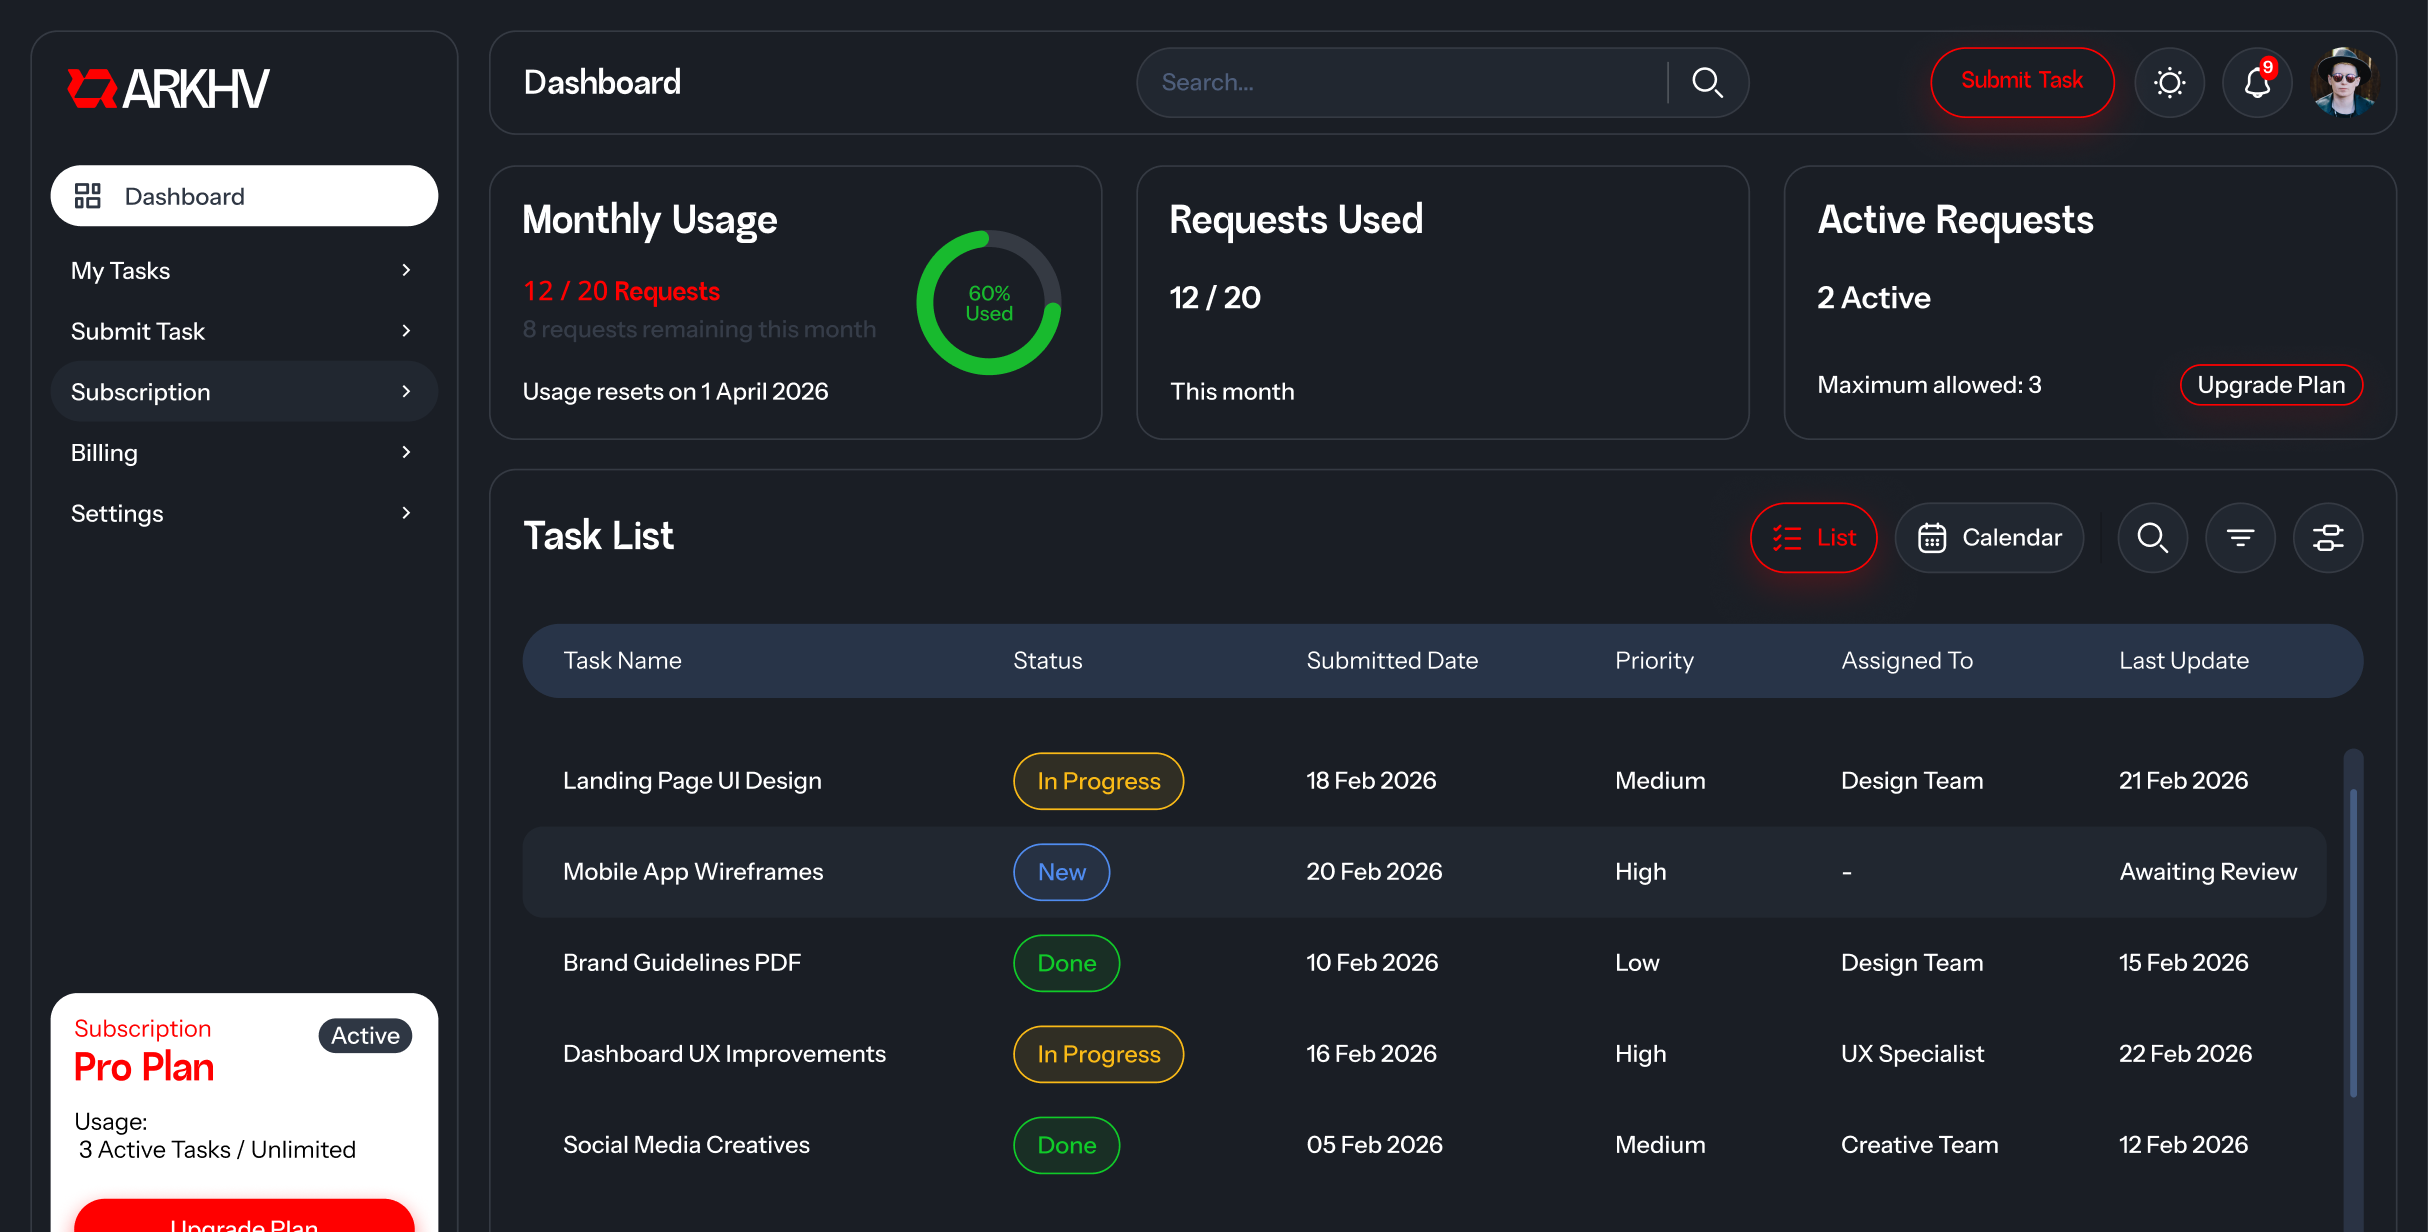 ARKHV
Dashboard
My Tasks
Submit Task
Subscription
Billing
Settings
Subscription
Active
Pro Plan
Usage:
3 Active Tasks / Unlimited
Upgrade Plan
Dashboard
Search...
Submit Task
9
Monthly Usage
12 / 20 Requests
8 requests remaining this month
60%
Used
Usage resets on 1 April 2026
Requests Used
12 / 20
This month
Active Requests
2 Active
Maximum allowed: 3
Upgrade Plan
Task List
List
Calendar
Task Name Status Submitted Date Priority Assigned To Last Update
Landing Page UI Design In Progress 18 Feb 2026 Medium Design Team 21 Feb 2026
Mobile App Wireframes New 20 Feb 2026 High - Awaiting Review
Brand Guidelines PDF Done 10 Feb 2026 Low Design Team 15 Feb 2026
Dashboard UX Improvements In Progress 16 Feb 2026 High UX Specialist 22 Feb 2026
Social Media Creatives Done 05 Feb 2026 Medium Creative Team 12 Feb 2026